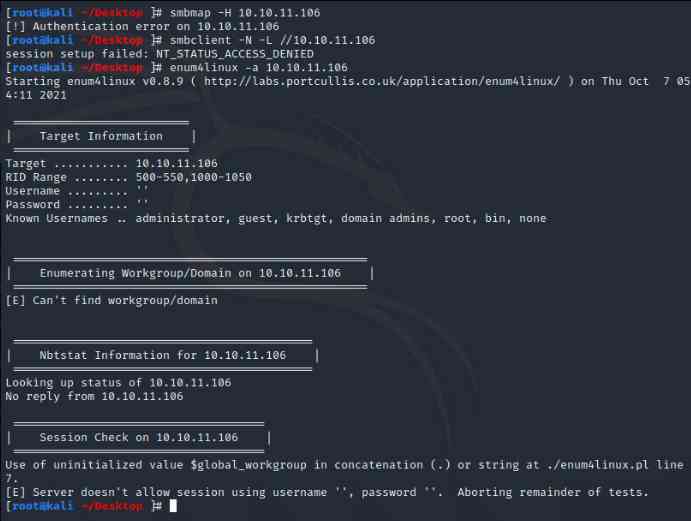 [root@kali ~/Desktop ]# smbmap -H 10.10.11.106
[!] Authentication error on 10.10.11.106
[root@kali ~/Desktop ]# smbclient -N -L //10.10.11.106
session setup failed: NT_STATUS_ACCESS_DENIED
[root@kali ~/Desktop ]# enum4linux -a 10.10.11.106
Starting enum4linux v0.8.9 ( http://labs.portcullis.co.uk/application/enum4linux/ ) on Thu Oct  7 05
4:11 2021
 ==========================
|    Target Information    |
 ==========================
Target ........... 10.10.11.106
RID Range ........ 500-550,1000-1050
Username ......... ''
Password ......... ''
Known Usernames .. administrator, guest, krbtgt, domain admins, root, bin, none
 ====================================================
|    Enumerating Workgroup/Domain on 10.10.11.106    |
 ====================================================
[E] Can't find workgroup/domain
 ============================================
|    Nbtstat Information for 10.10.11.106    |
 ============================================
Looking up status of 10.10.11.106
No reply from 10.10.11.106
 =====================================
|    Session Check on 10.10.11.106    |
 =====================================
Use of uninitialized value $global_workgroup in concatenation (.) or string at ./enum4linux.pl line
7.
[E] Server doesn't allow session using username '', password ''.  Aborting remainder of tests.
[root@kali ~/Desktop ]#